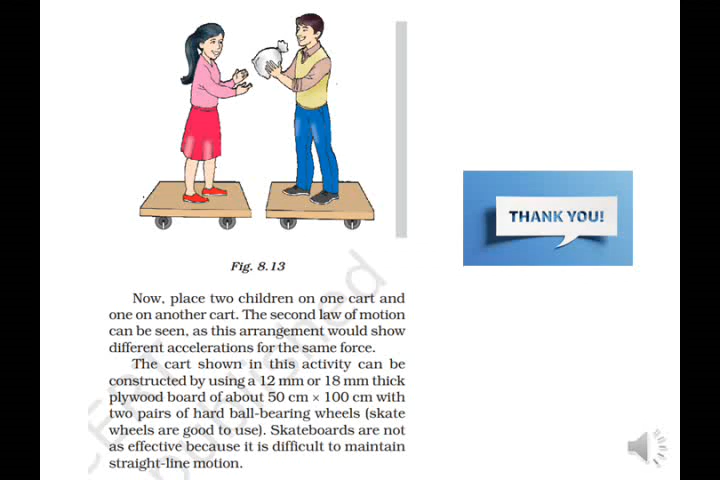 Fig. 8.13
Now, place two children on one cart and
one on another cart. The second law of motion
can be seen, as this arrangement would show
different accelerations for the same force.
The cart shown in this activity can be
constructed by using a 12 mm or 18 mm thick
plywood board of about 50 cm × 100 cm with
two pairs of hard ball-bearing wheels (skate
wheels are good to use). Skateboards are not
as effective because it is difficult to maintain
straight-line motion.
THANK YOU!